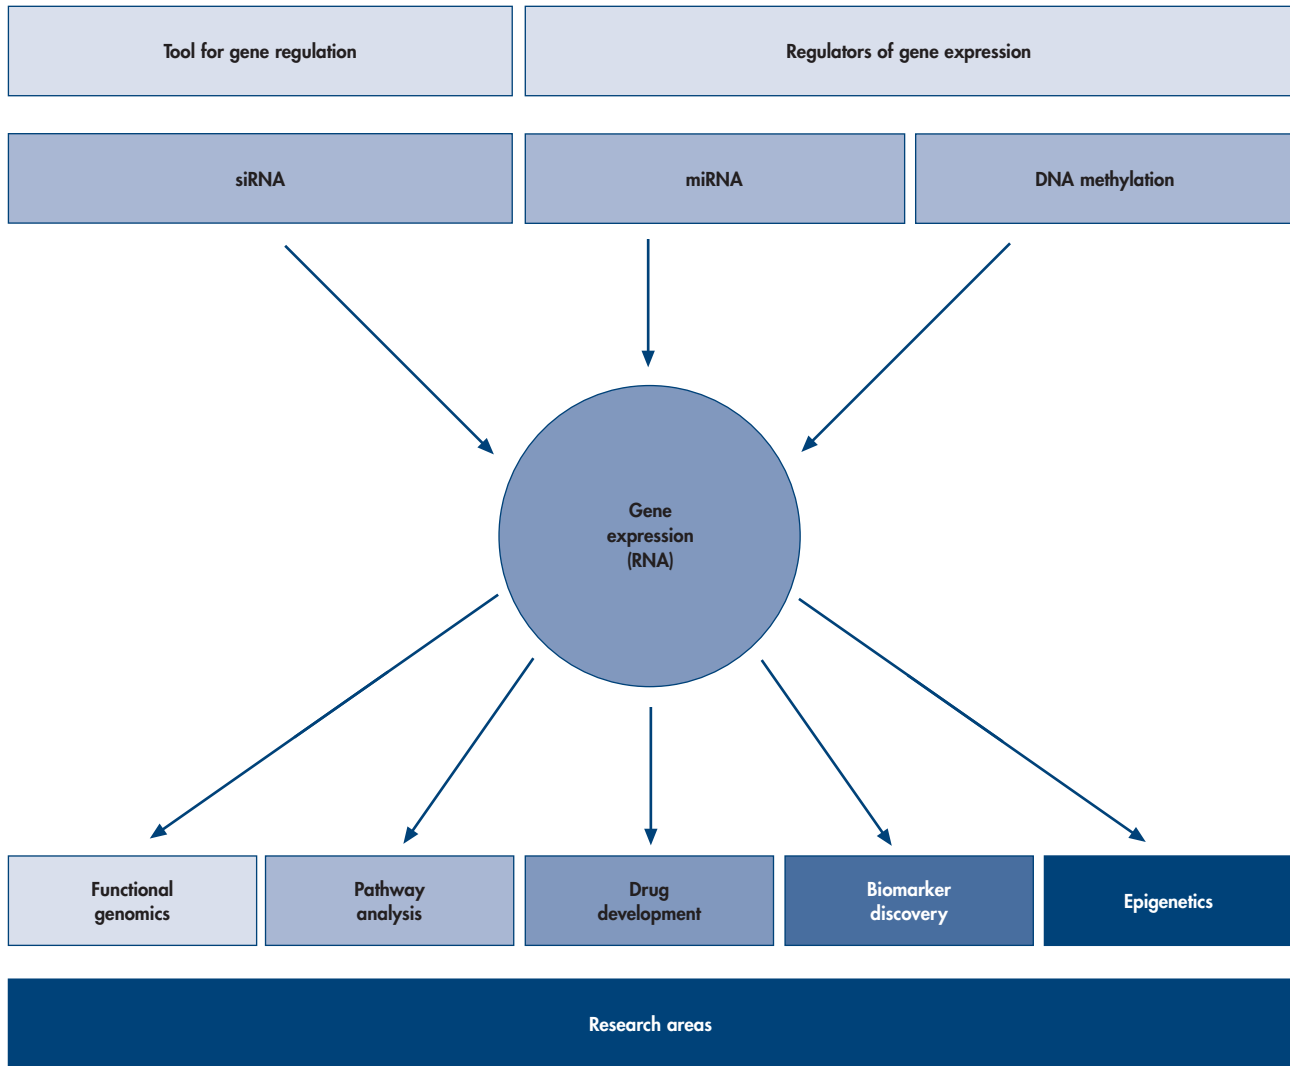 Tool for gene regulation
Regulators of gene expression
siRNA
miRNA
DNA methylation
Gene
expression
(RNA)
Functional
genomics
Pathway
analysis
Drug
development
Biomarker
discovery
Epigenetics
Research areas